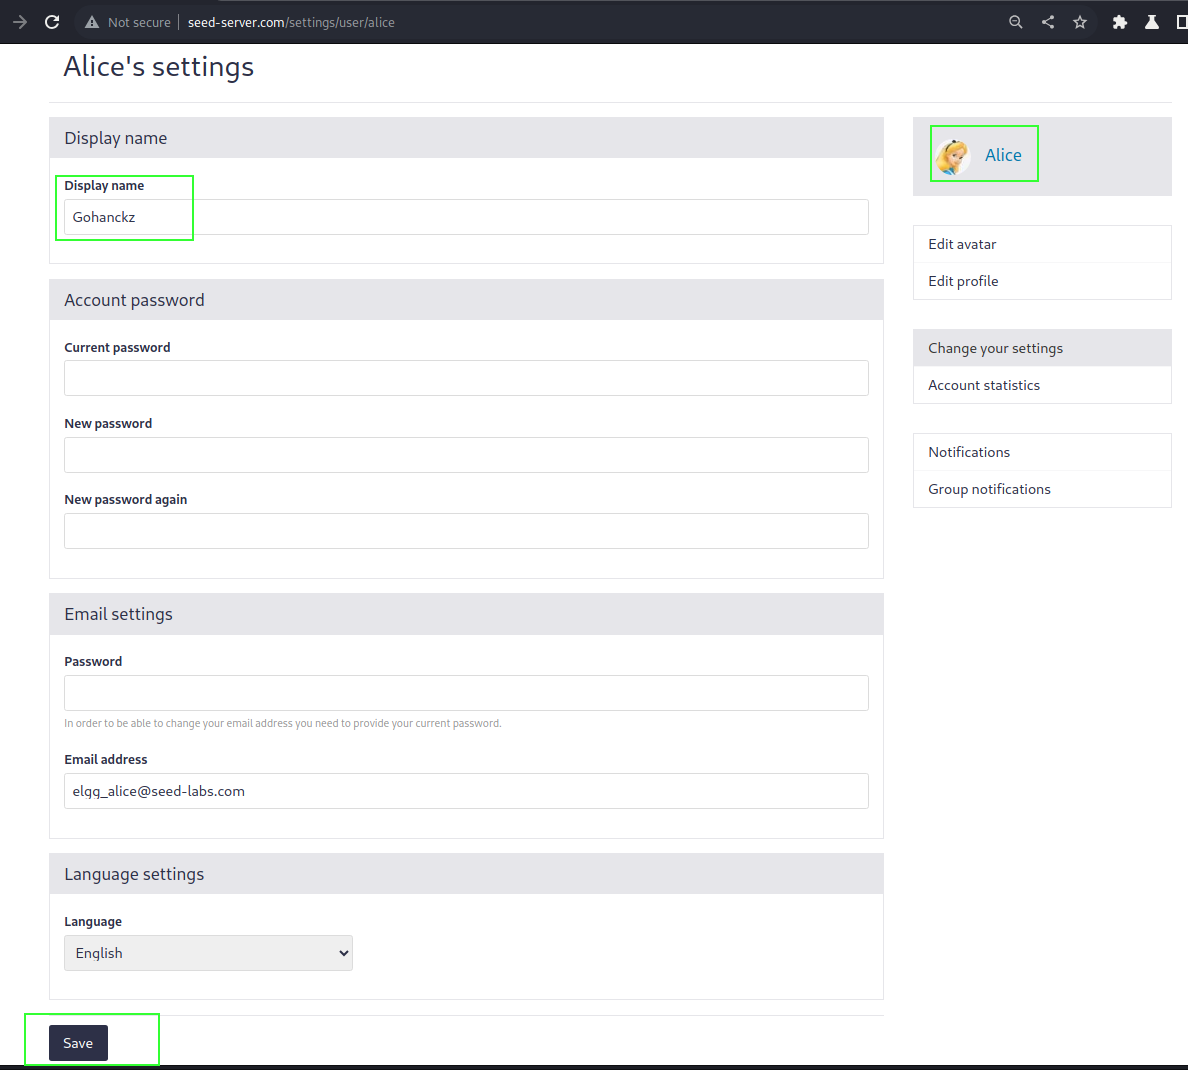 Not secure | seed-server.com/settings/user/alice
Alice's settings
Display name
Display name
Gohanckz
Account password
Current password
New password
New password again
Email settings
Password
In order to be able to change your email address you need to provide your current password.
Email address
elgg_alice@seed-labs.com
Language settings
Language
English
Save
Alice
Edit avatar
Edit profile
Change your settings
Account statistics
Notifications
Group notifications